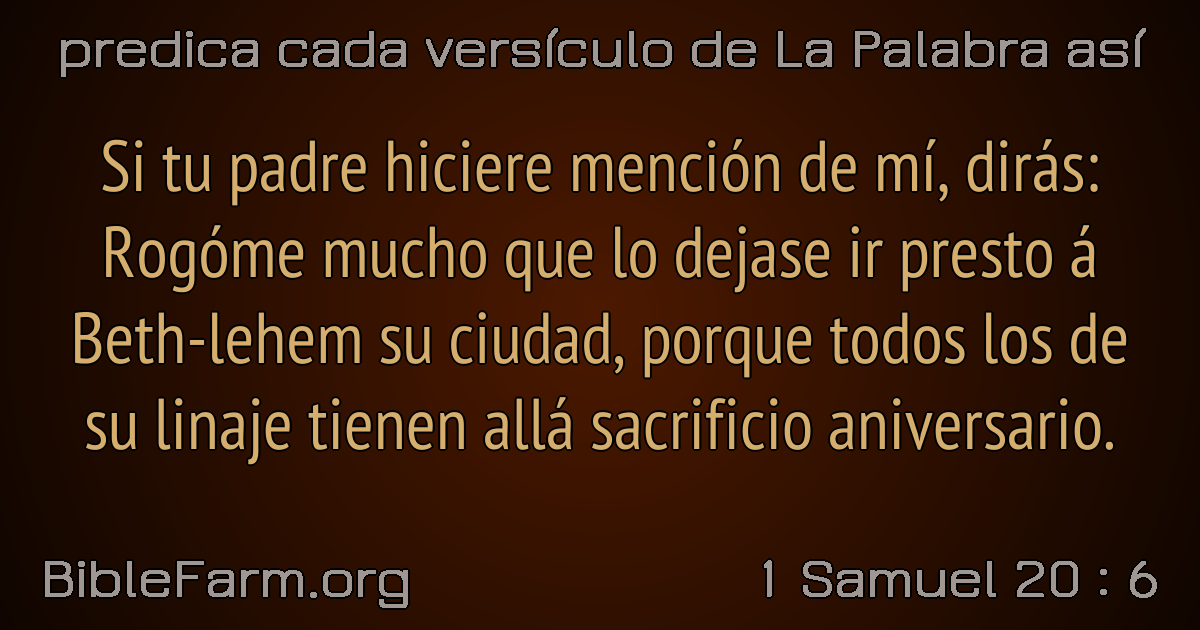 predica cada versículo de La Palabra así
Si tu padre hiciere mención de mí, dirás:
Rogóme mucho que lo dejase ir presto á
Beth-lehem su ciudad, porque todos los de
su linaje tienen allá sacrificio aniversario.
BibleFarm.org
1 Samuel 20 : 6